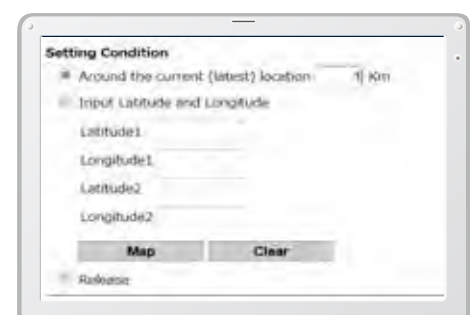 Setting Condition
Around the current (latest) location 1 Km
Input Latitude and Longitude
Latitude1
Longitude1
Latitude2
Longitude2
Map Clear
Release